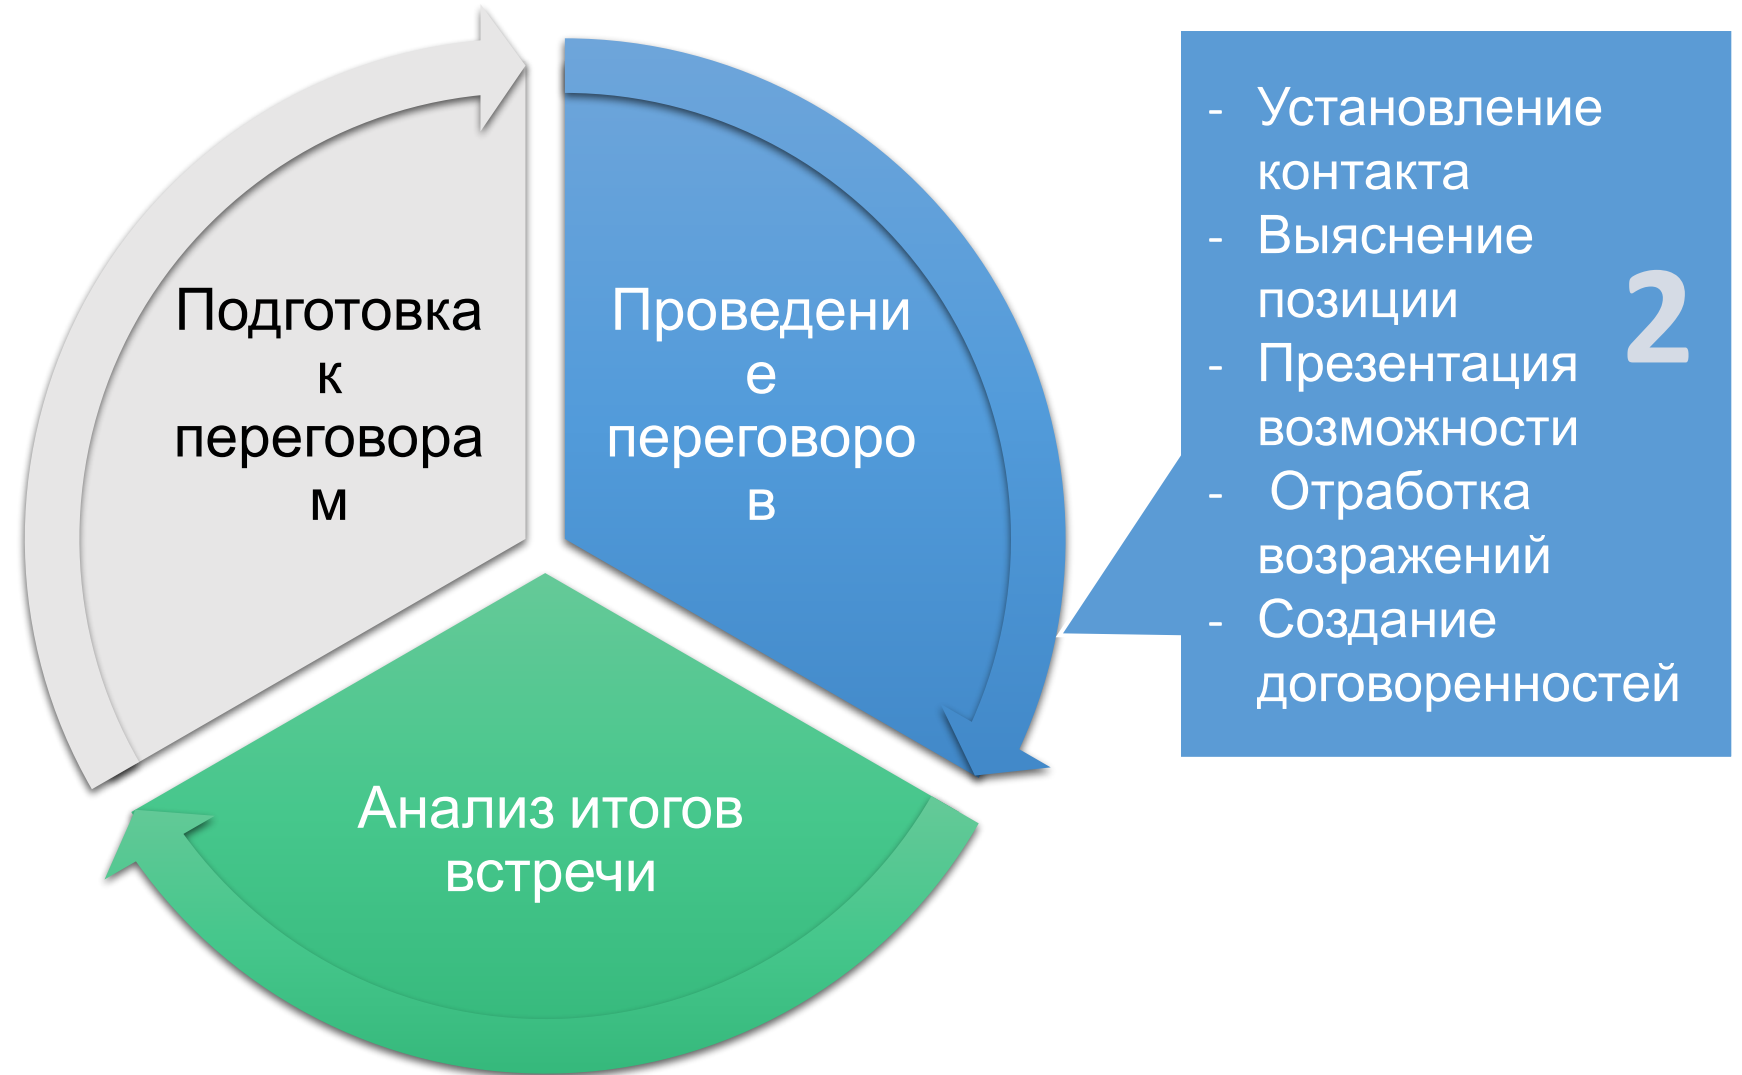 Подготовка
к
переговора
м
Проведени
е
переговоро
в
Анализ итогов
встречи
- Установление
контакта
- Выяснение
позиции
- Презентация
возможности
- Отработка
возражений
- Создание
договоренностей
2